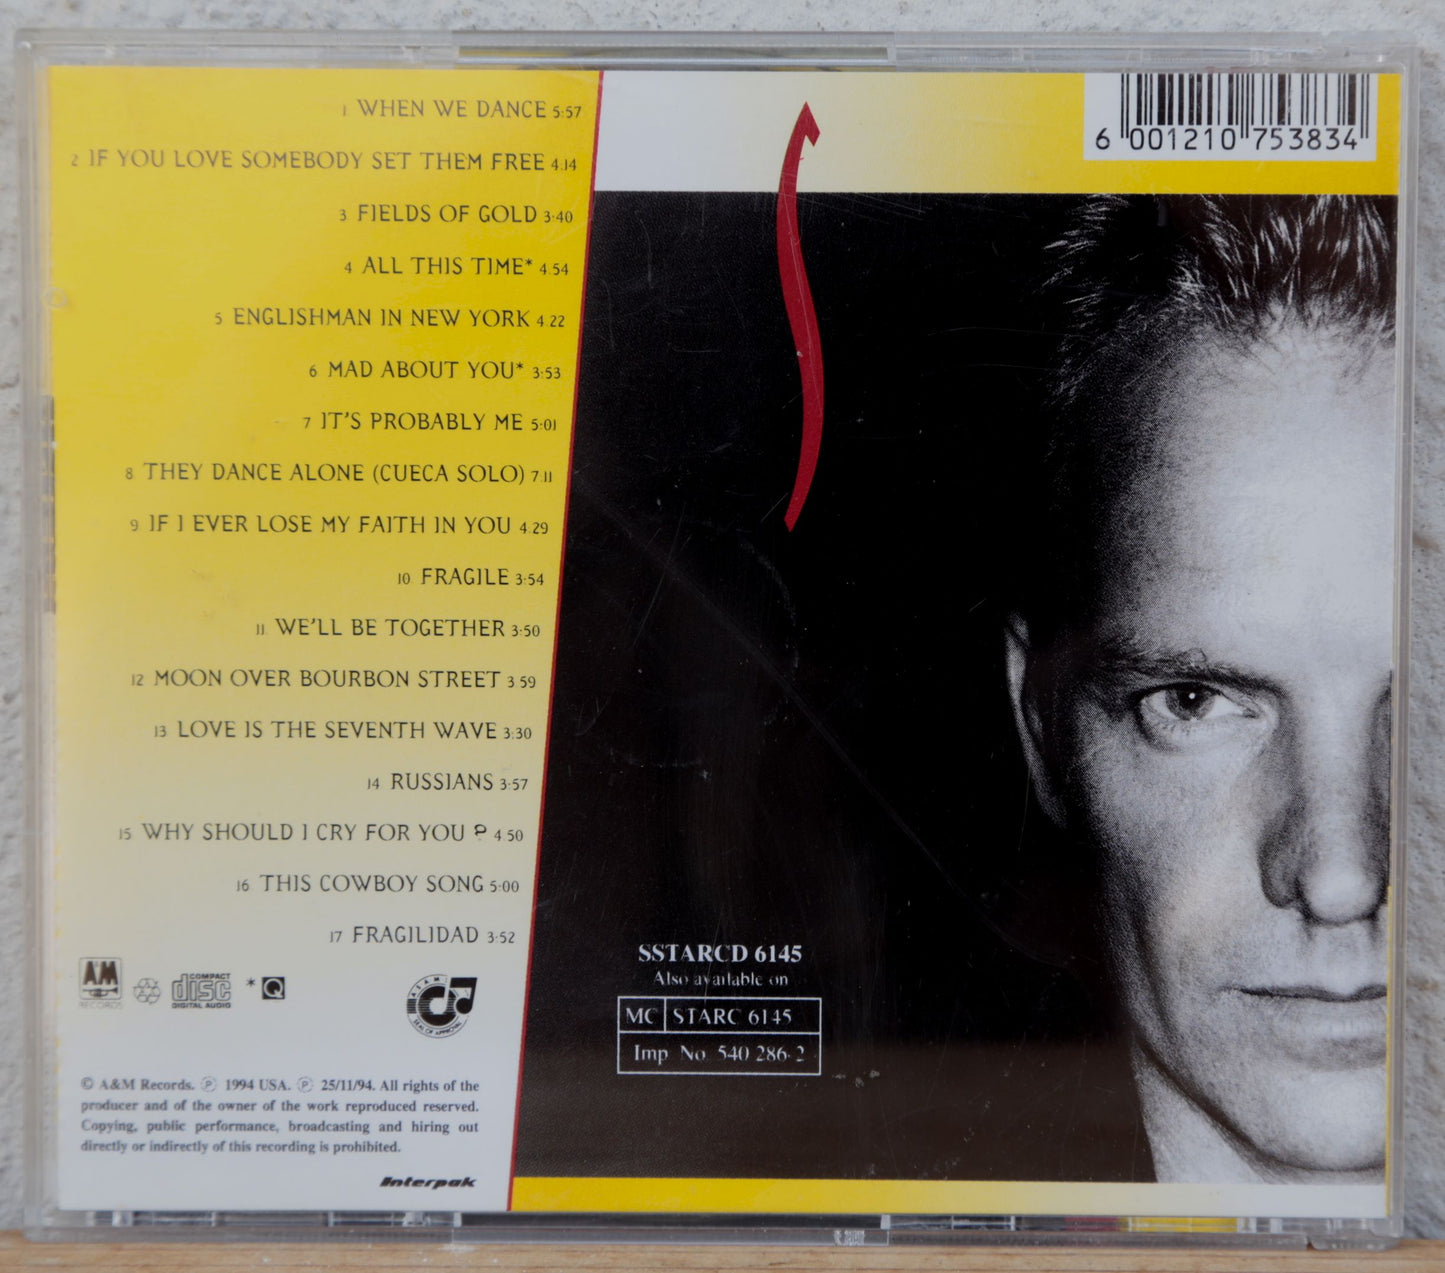 1 WHEN WE DANCE 5:57
2 IF YOU LOVE SOMEBODY SET THEM FREE 4:14
3 FIELDS OF GOLD 3:40
4 ALL THIS TIME* 4:54
5 ENGLISHMAN IN NEW YORK 4:22
6 MAD ABOUT YOU* 3:53
7 IT'S PROBABLY ME 5:01
8 THEY DANCE ALONE (CUECA SOLO) 7:11
9 IF I EVER LOSE MY FAITH IN YOU 4:29
10 FRAGILE 3:54
11 WE'LL BE TOGETHER 3:50
12 MOON OVER BOURBON STREET 3:59
13 LOVE IS THE SEVENTH WAVE 3:30
14 RUSSIANS 3:57
15 WHY SHOULD I CRY FOR YOU ? 4:50
16 THIS COWBOY SONG 5:00
17 FRAGILIDAD 3:52
A&M RECORDS
COMPACT disc DIGITAL AUDIO
* Q
A.S.A.M.I. SEAL OF APPROVAL
© A&M Records. ℗ 1994 USA. ℗ 25/11/94. All rights of the
producer and of the owner of the work reproduced reserved.
Copying, public performance, broadcasting and hiring out
directly or indirectly of this recording is prohibited.
Interpak
6 001210 753834
SSTARCD 6145
Also available on
MC STARC 6145
Imp No 540 286-2